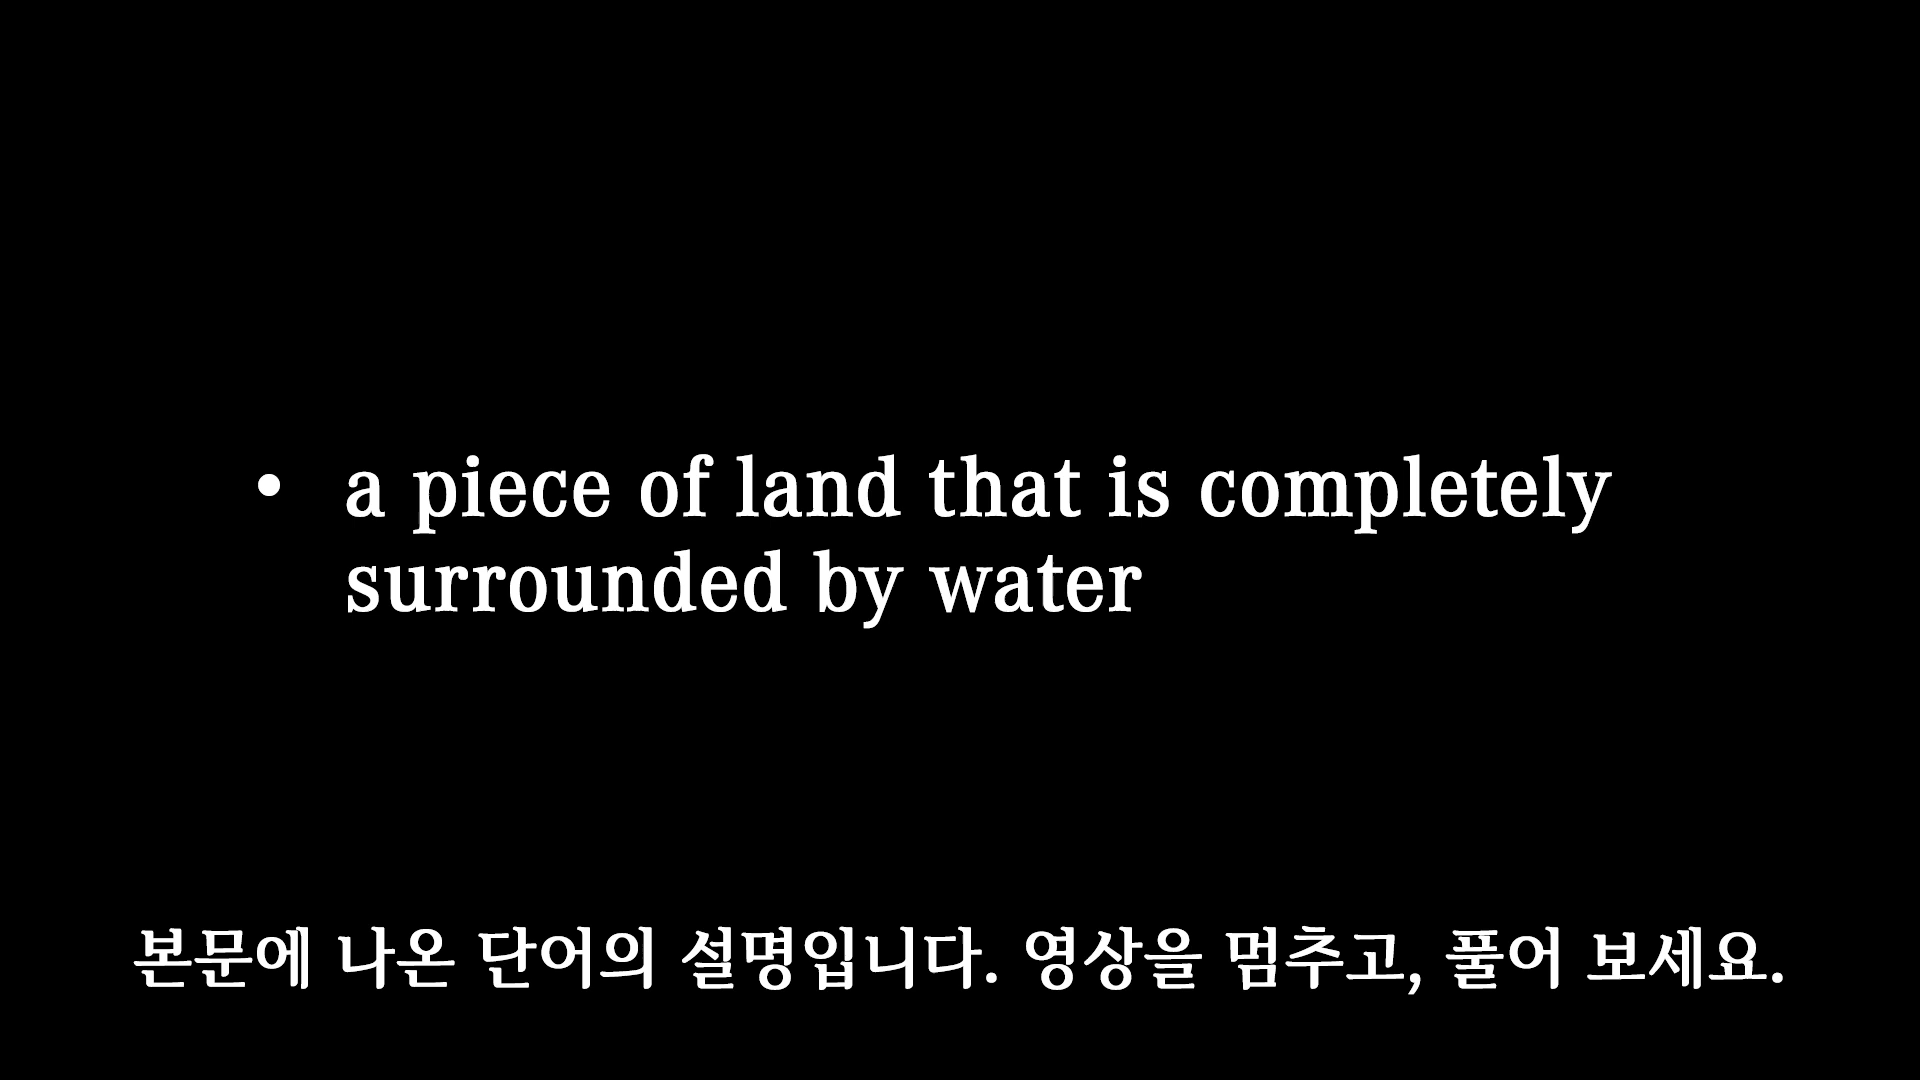 • a piece of land that is completely
surrounded by water
본문에 나온 단어의 설명입니다. 영상을 멈추고, 풀어 보세요.